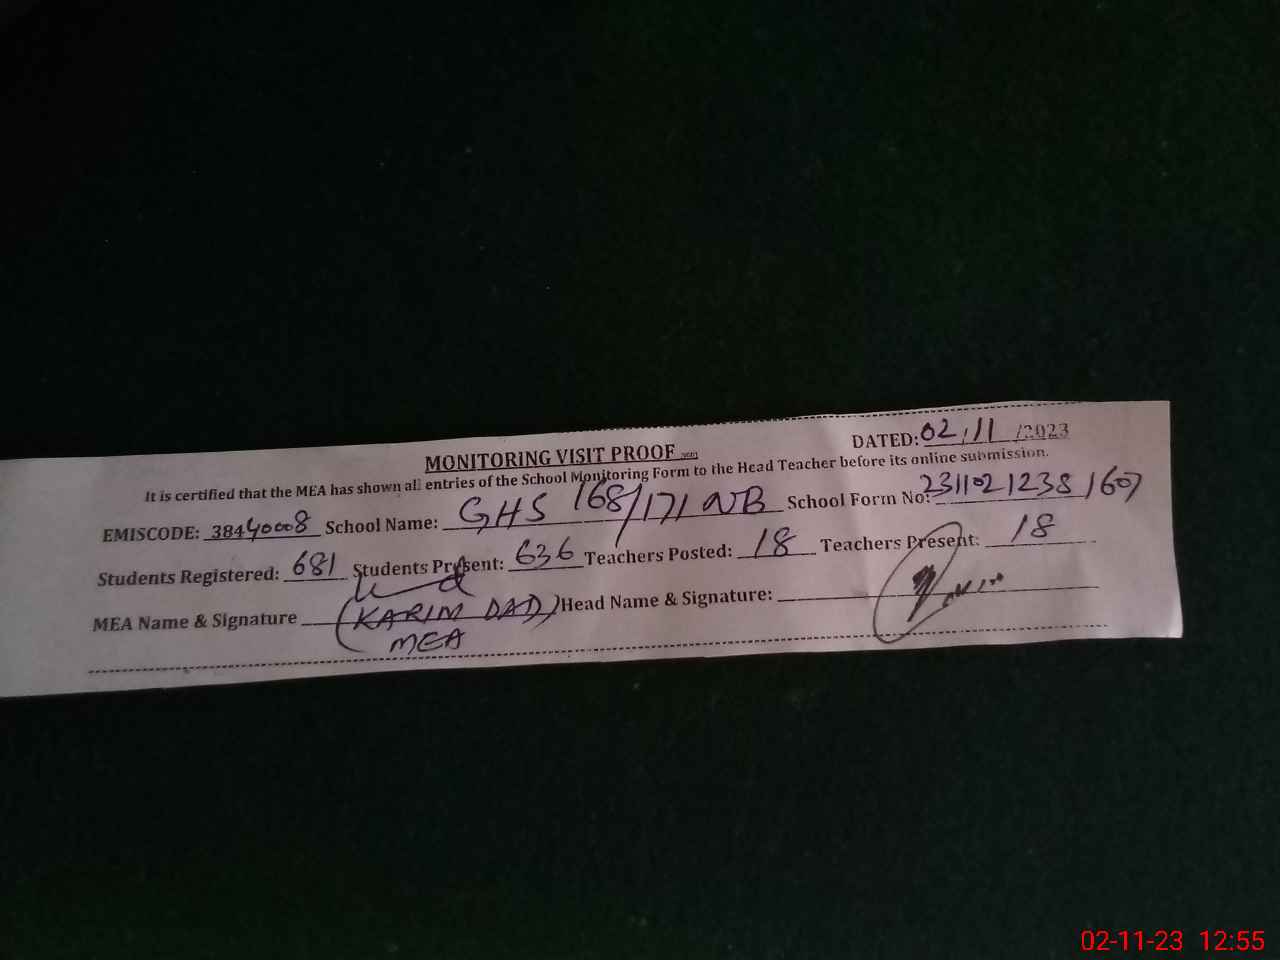 MONITORING VISIT PROOF
DATED: 02/11/2023
It is certified that the MEA has shown all entries of the School Monitoring Form to the Head Teacher before its online submission.
EMISCODE: 38440008 School Name: GHS 168/171 NB School Form No: 2311021238 1607
Students Registered: 681 Students Present: 636 Teachers Posted: 18 Teachers Present: 18
MEA Name & Signature (KARIM DAD) Head Name & Signature:
MEA
02-11-23 12:55